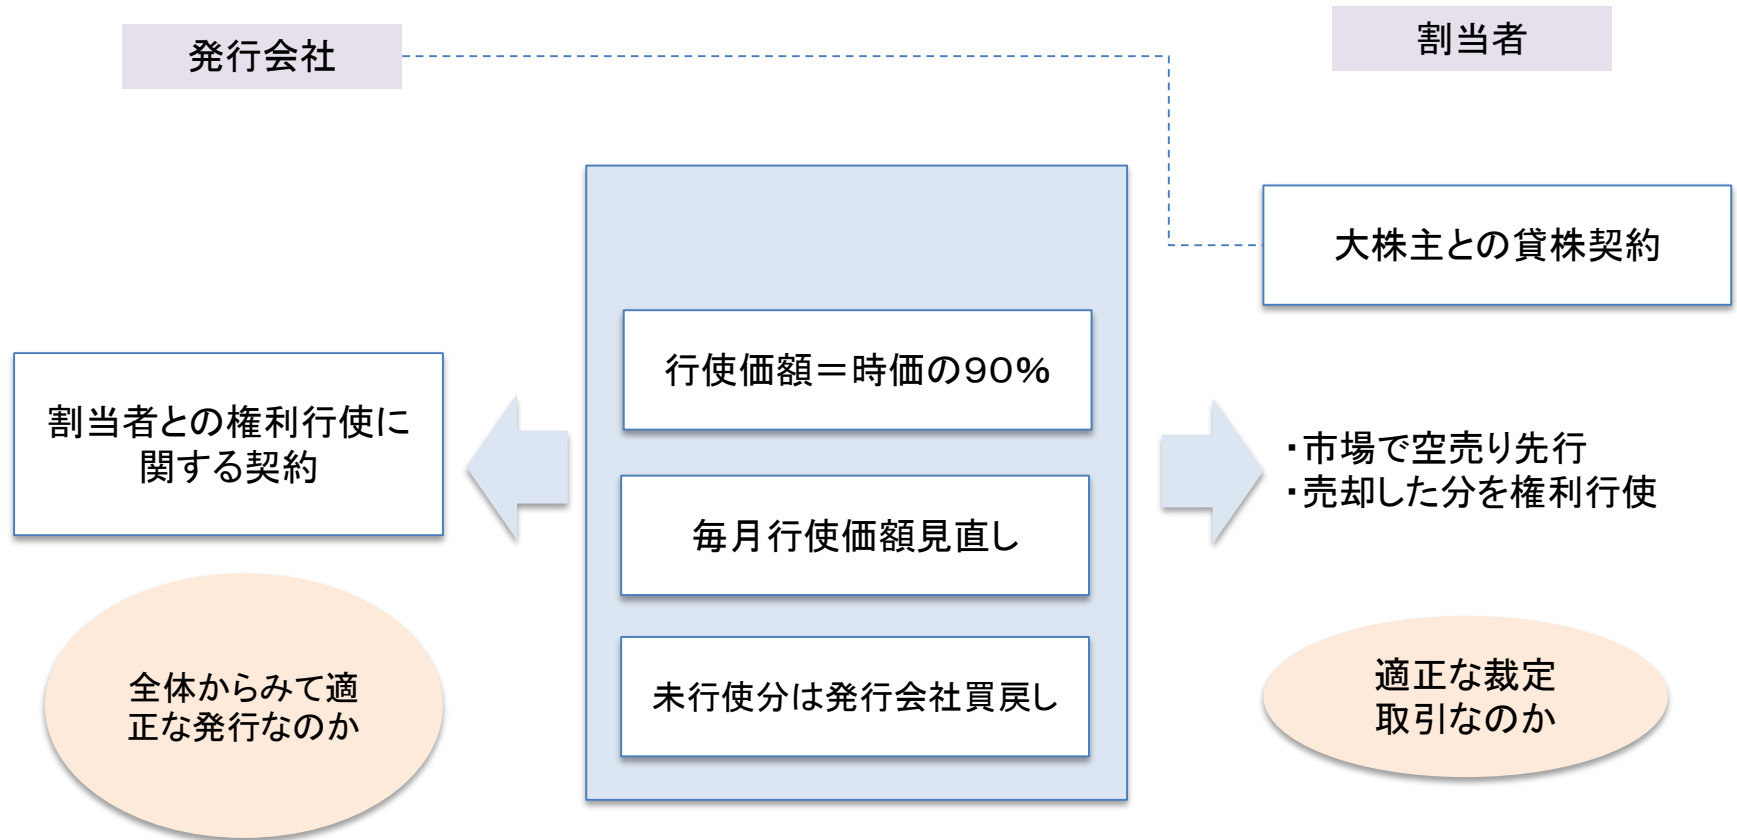 発行会社
割当者
大株主との貸株契約
行使価額＝時価の90%
割当者との権利行使に
関する契約
・市場で空売り先行
・売却した分を権利行使
毎月行使価額見直し
未行使分は発行会社買戻し
全体からみて適
正な発行なのか
適正な裁定
取引なのか